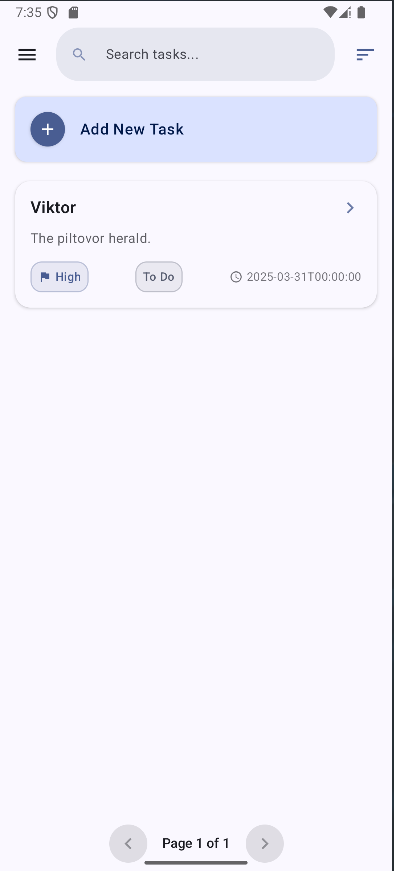 7:35
Search tasks...
Add New Task
Viktor
The piltovor herald.
High To Do 2025-03-31T00:00:00
Page 1 of 1